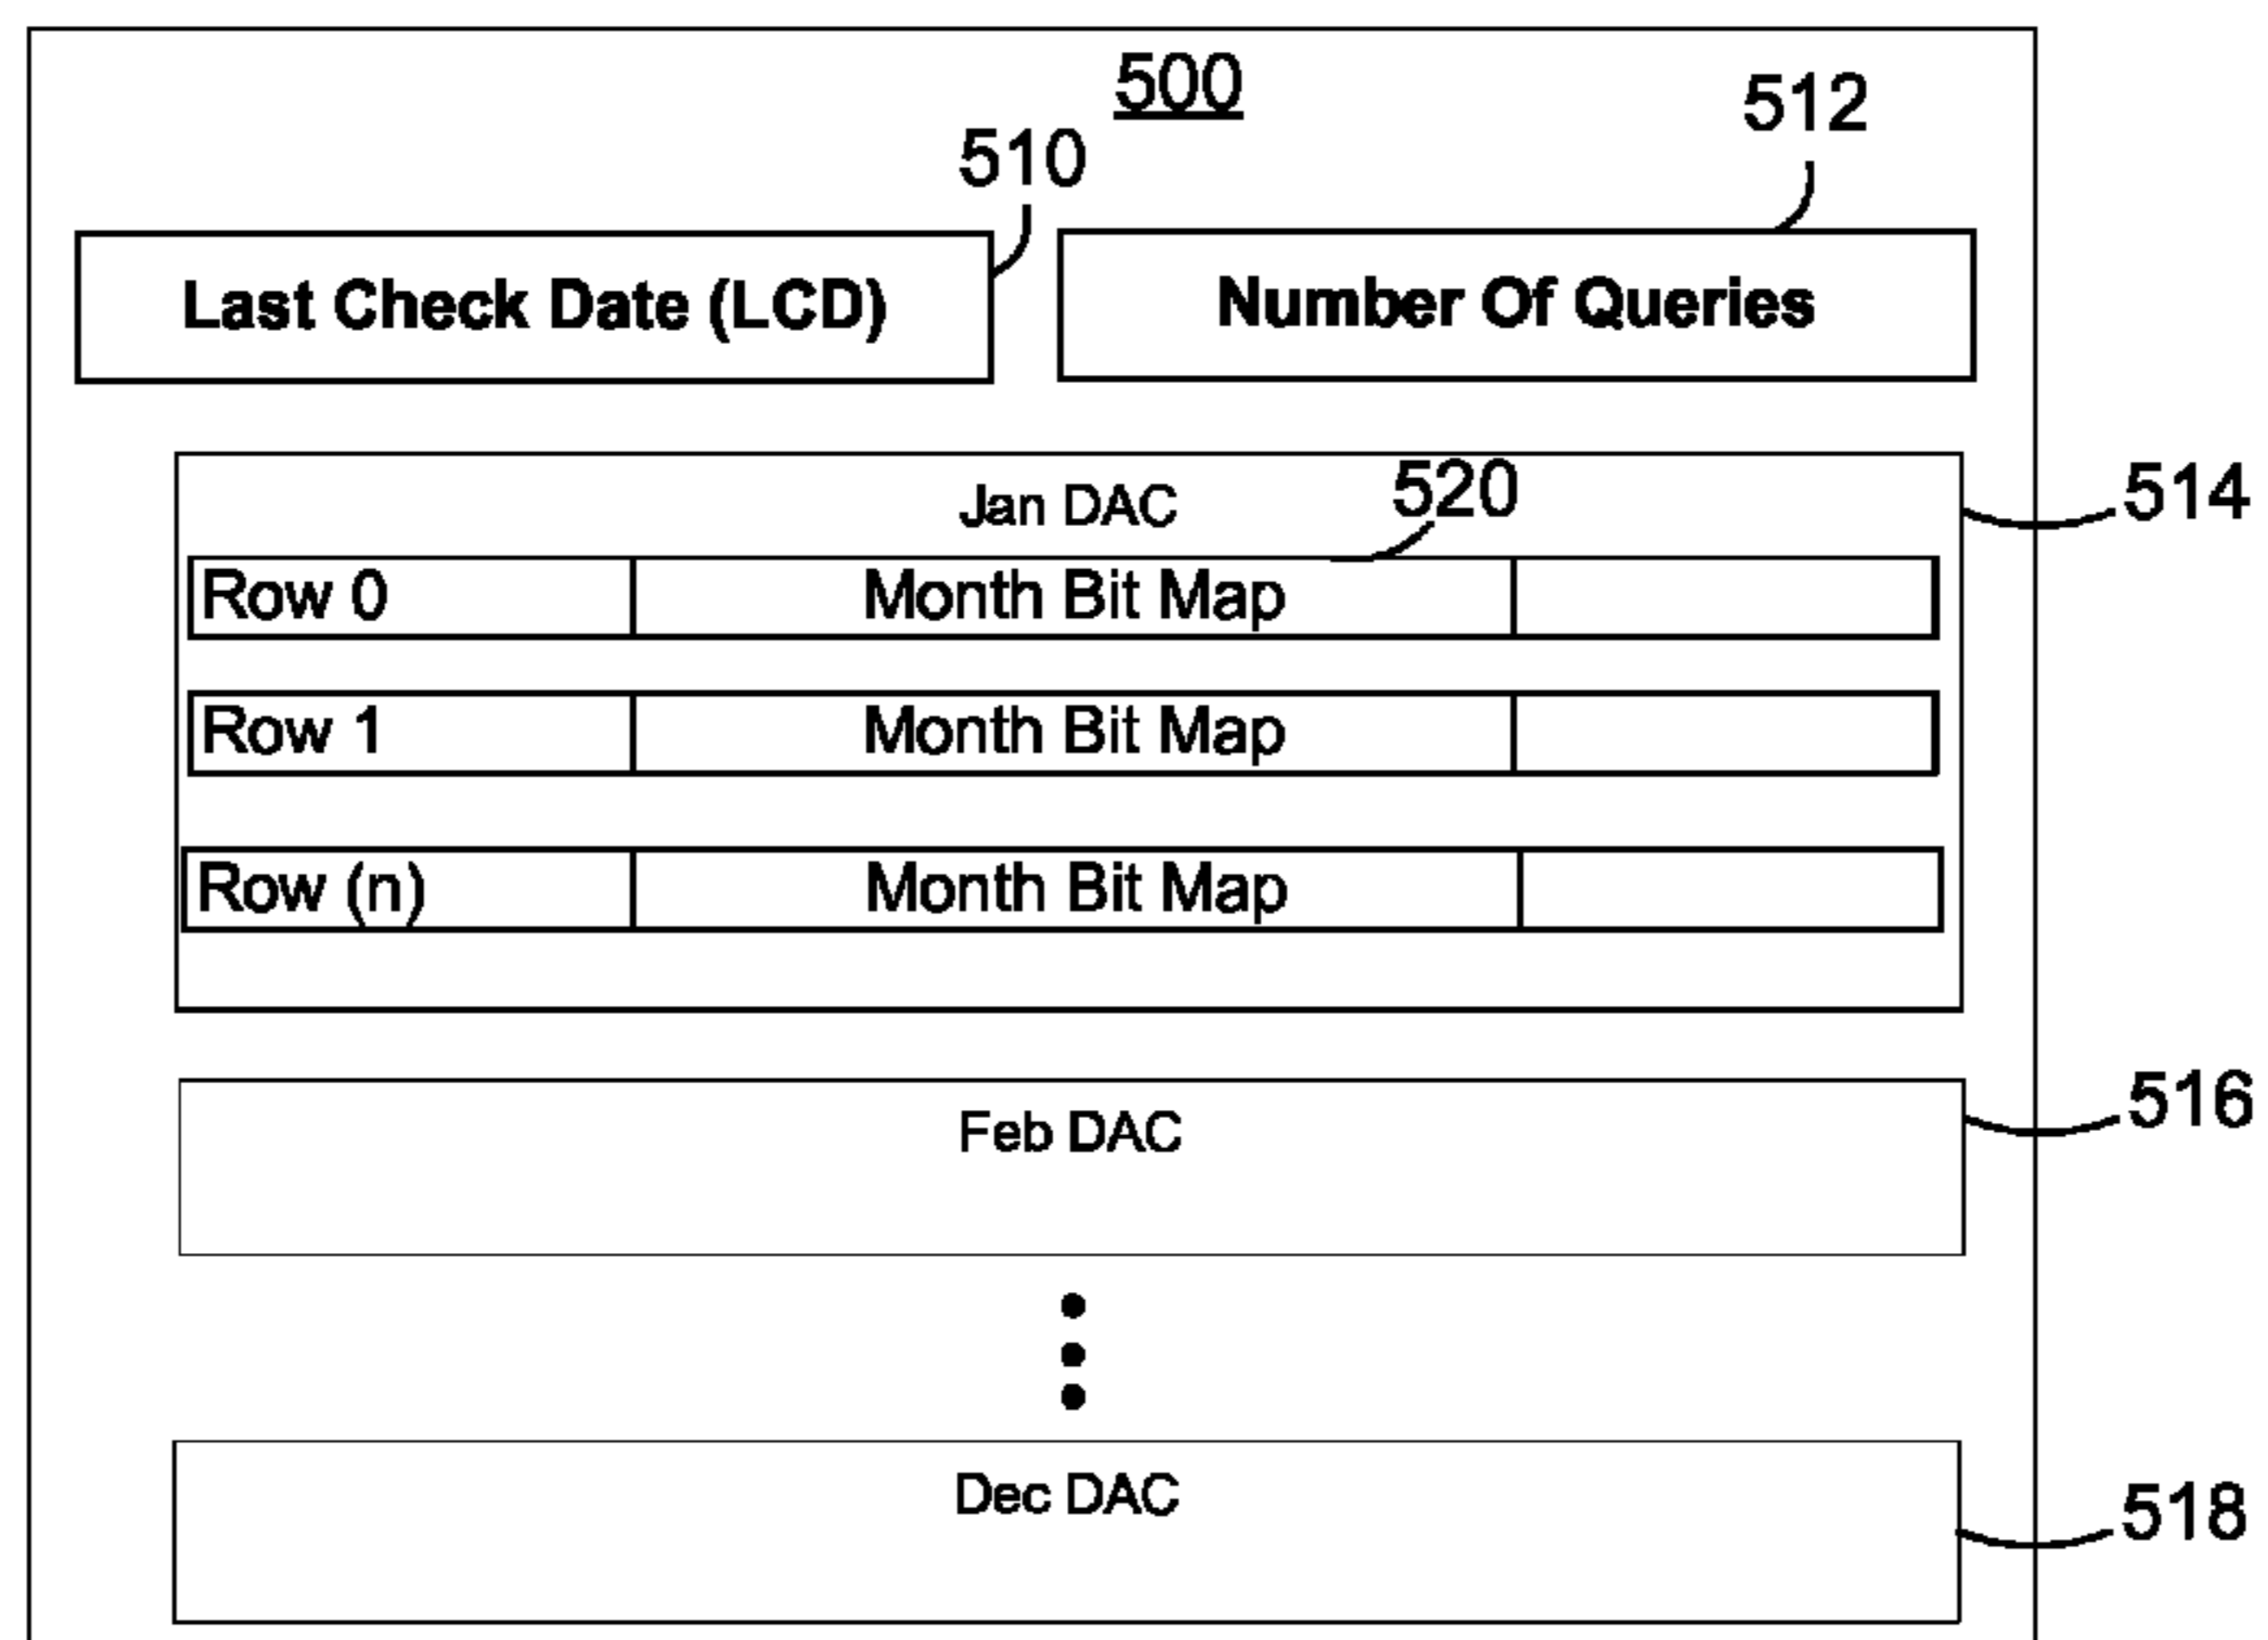 500
510
512
Last Check Date (LCD)
Number Of Queries
Jan DAC
520
514
Row 0 Month Bit Map
Row 1 Month Bit Map
Row (n) Month Bit Map
516
Feb DAC
Dec DAC
518